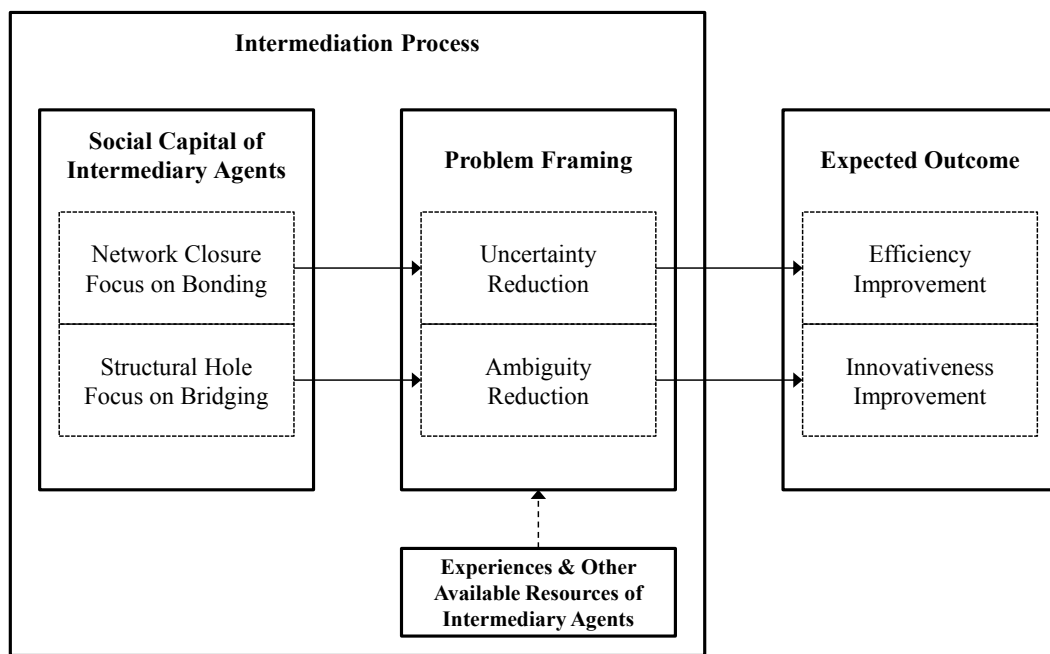 Intermediation Process
Social Capital of
Intermediary Agents
Network Closure
Focus on Bonding
Structural Hole
Focus on Bridging
Problem Framing
Uncertainty
Reduction
Ambiguity
Reduction
Experiences & Other
Available Resources of
Intermediary Agents
Expected Outcome
Efficiency
Improvement
Innovativeness
Improvement